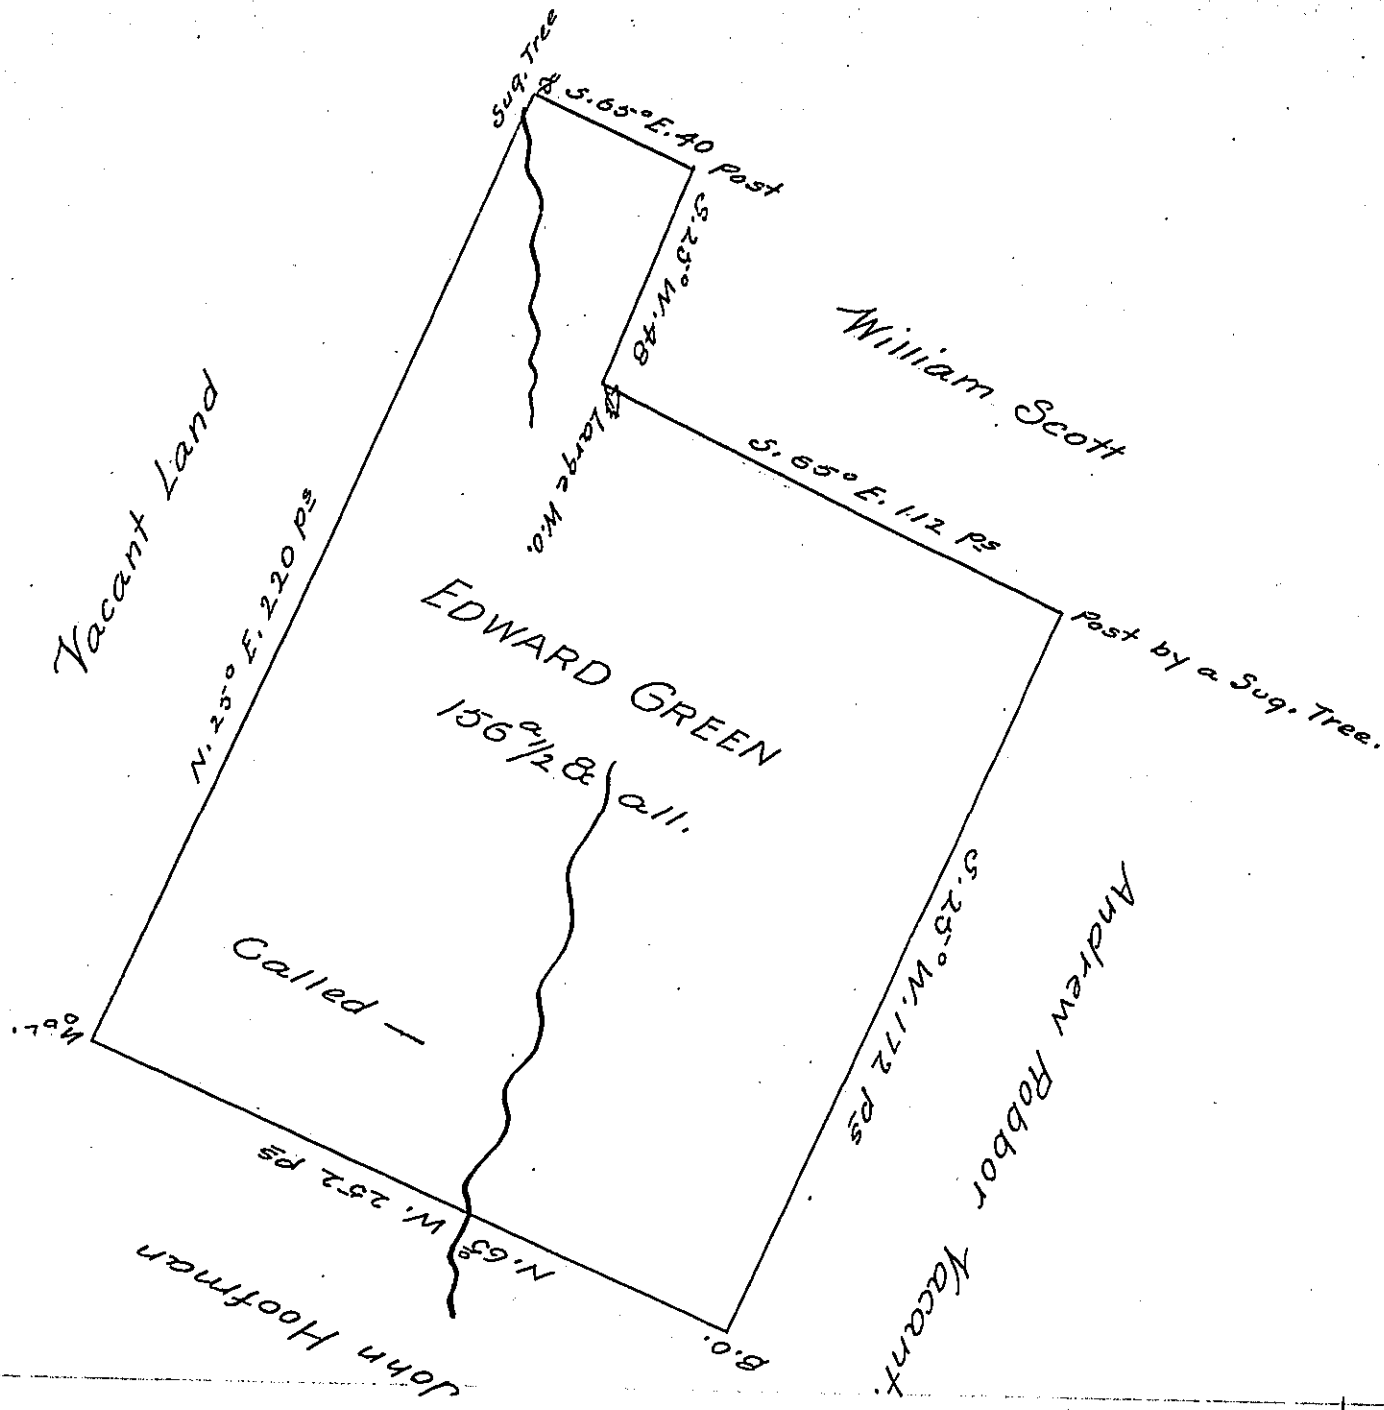 Sug. Tree
S. 65° E. 40
Post
S. 25° W. 48
Large W.O.
William Scott
S. 65° E. 112 ps
Post by a Sug. Tree.
Vacant Land
N. 25° E. 220 ps
EDWARD GREEN
156 a 1/2 & all.
Called —
S. 25° W. 172 ps
Andrew Robbor Vacant.
B.O.
N. 65° W. 252 ps
John Hoofman